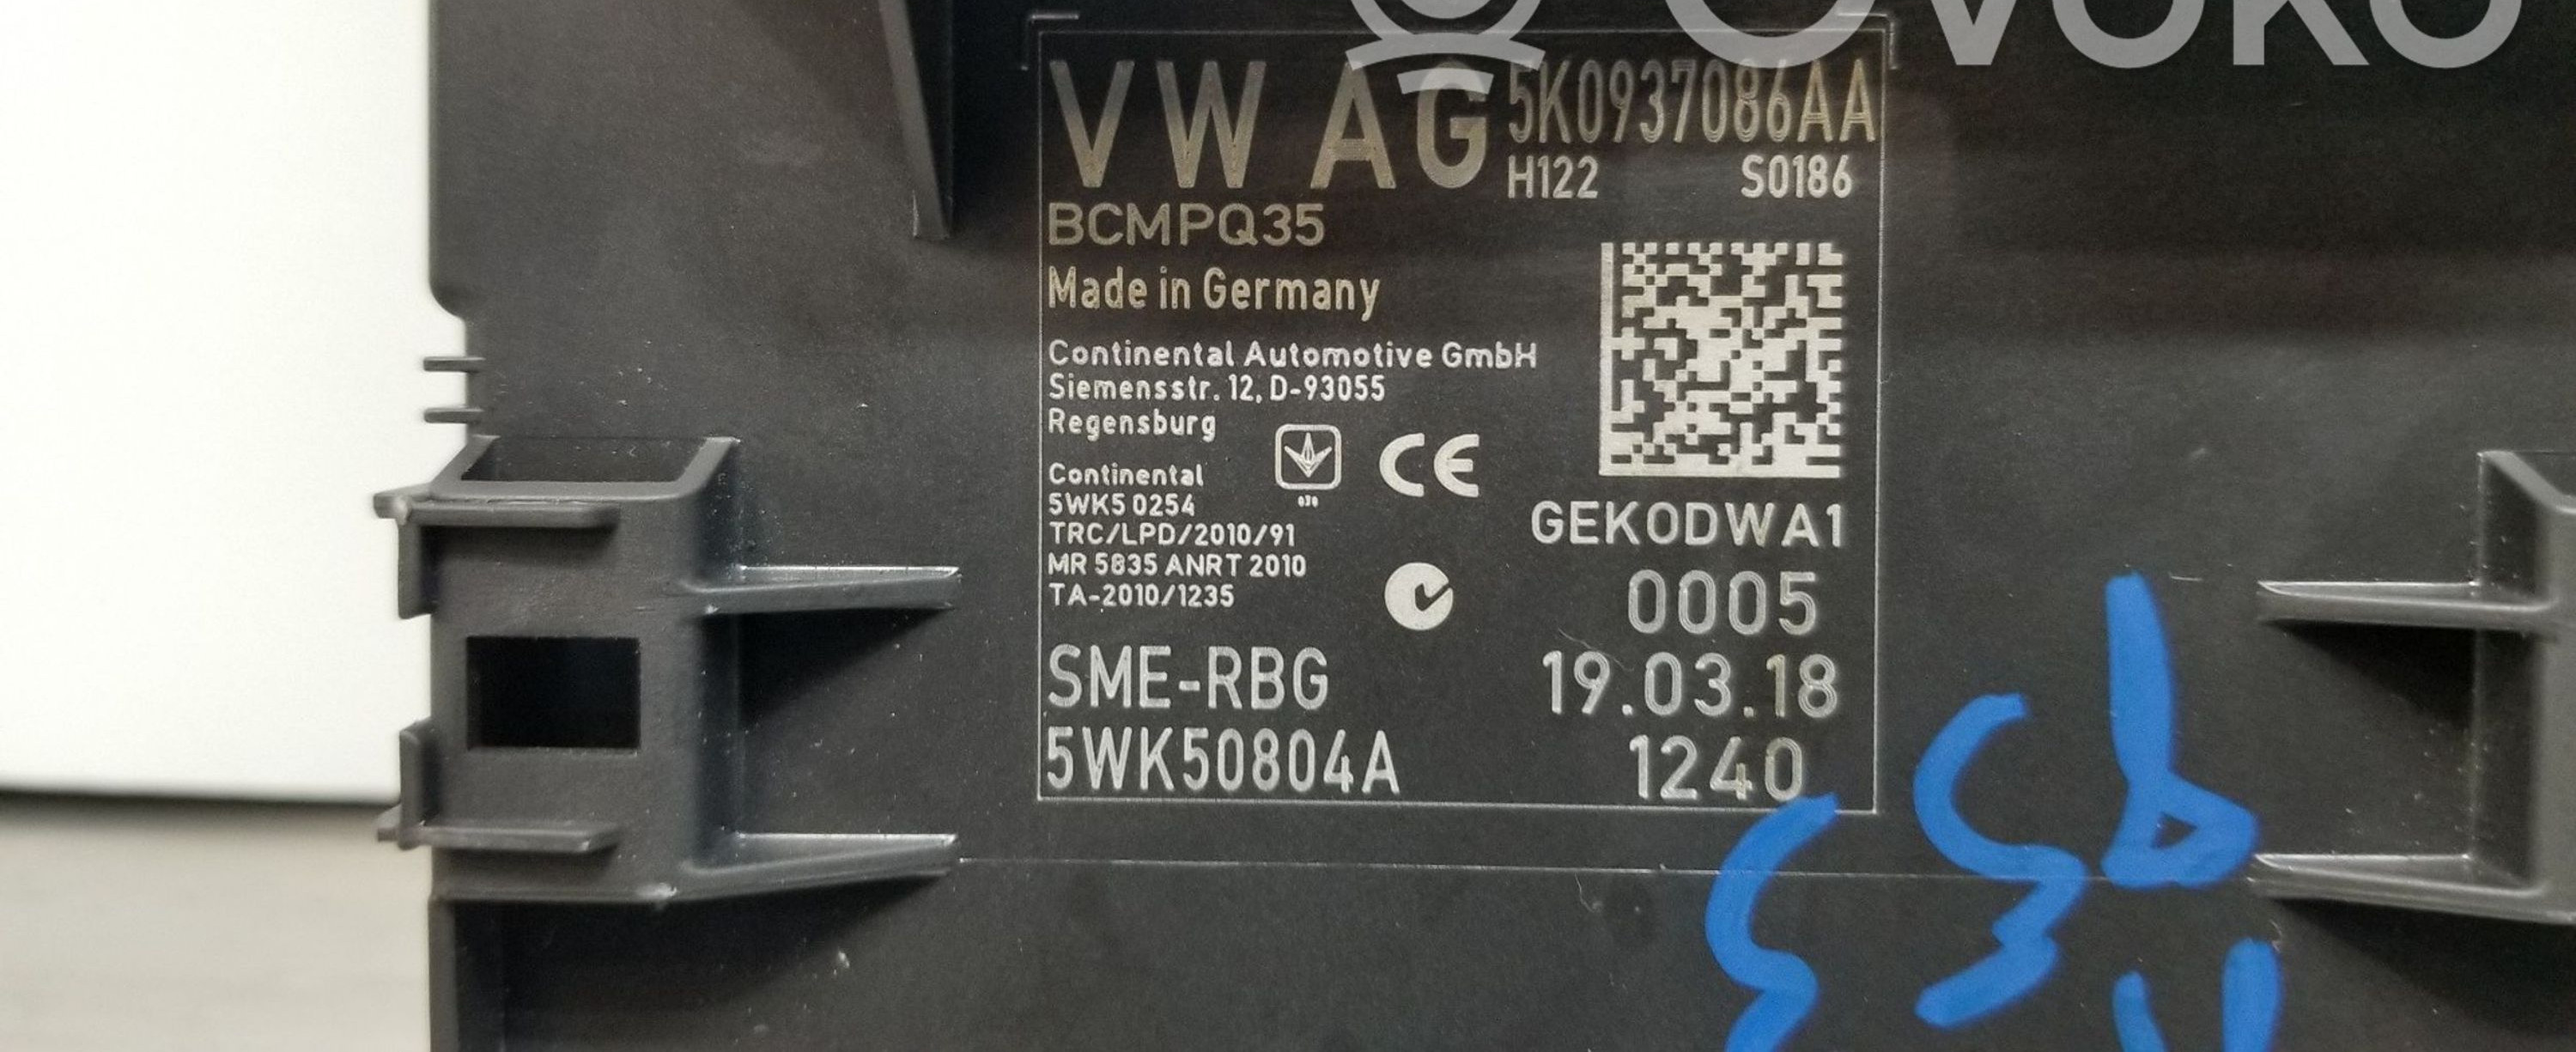 OVOKO
VW AG 5K0937086AA
H122 S0186
BCMPQ35
Made in Germany
Continental Automotive GmbH
Siemensstr. 12, D-93055
Regensburg
CE
Continental
5WK5 0254
TRC/LPD/2010/91
MR 5835 ANRT 2010
TA-2010/1235
GEK0DWA1
0005
SME-RBG 19.03.18
5WK50804A 1240